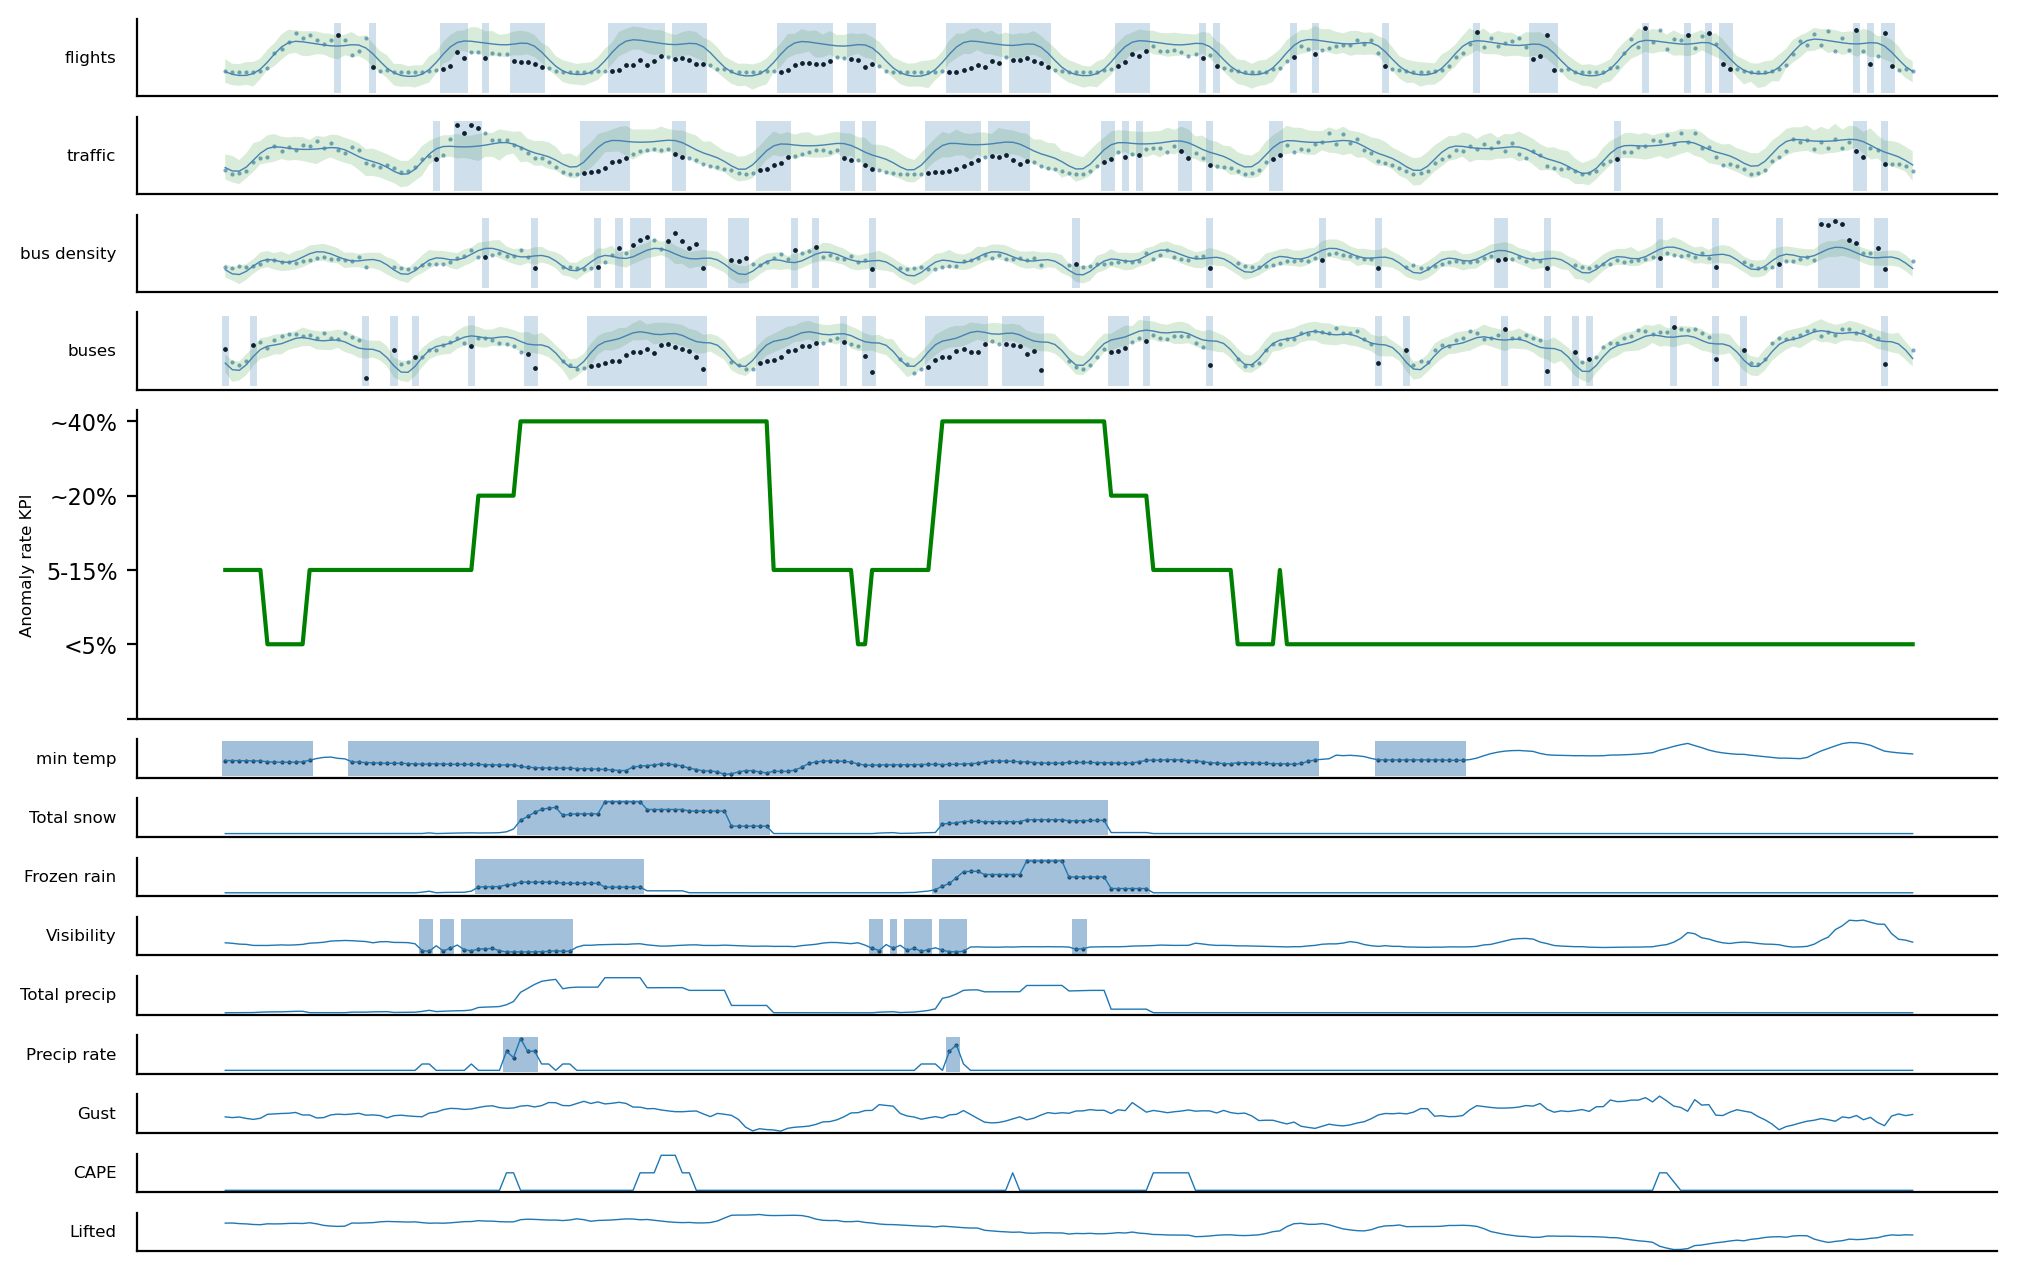 flights
traffic
bus density
buses
~40%
~20%
5-15%
<5%
Anomaly rate KPI
min temp
Total snow
Frozen rain
Visibility
Total precip
Precip rate
Gust
CAPE
Lifted